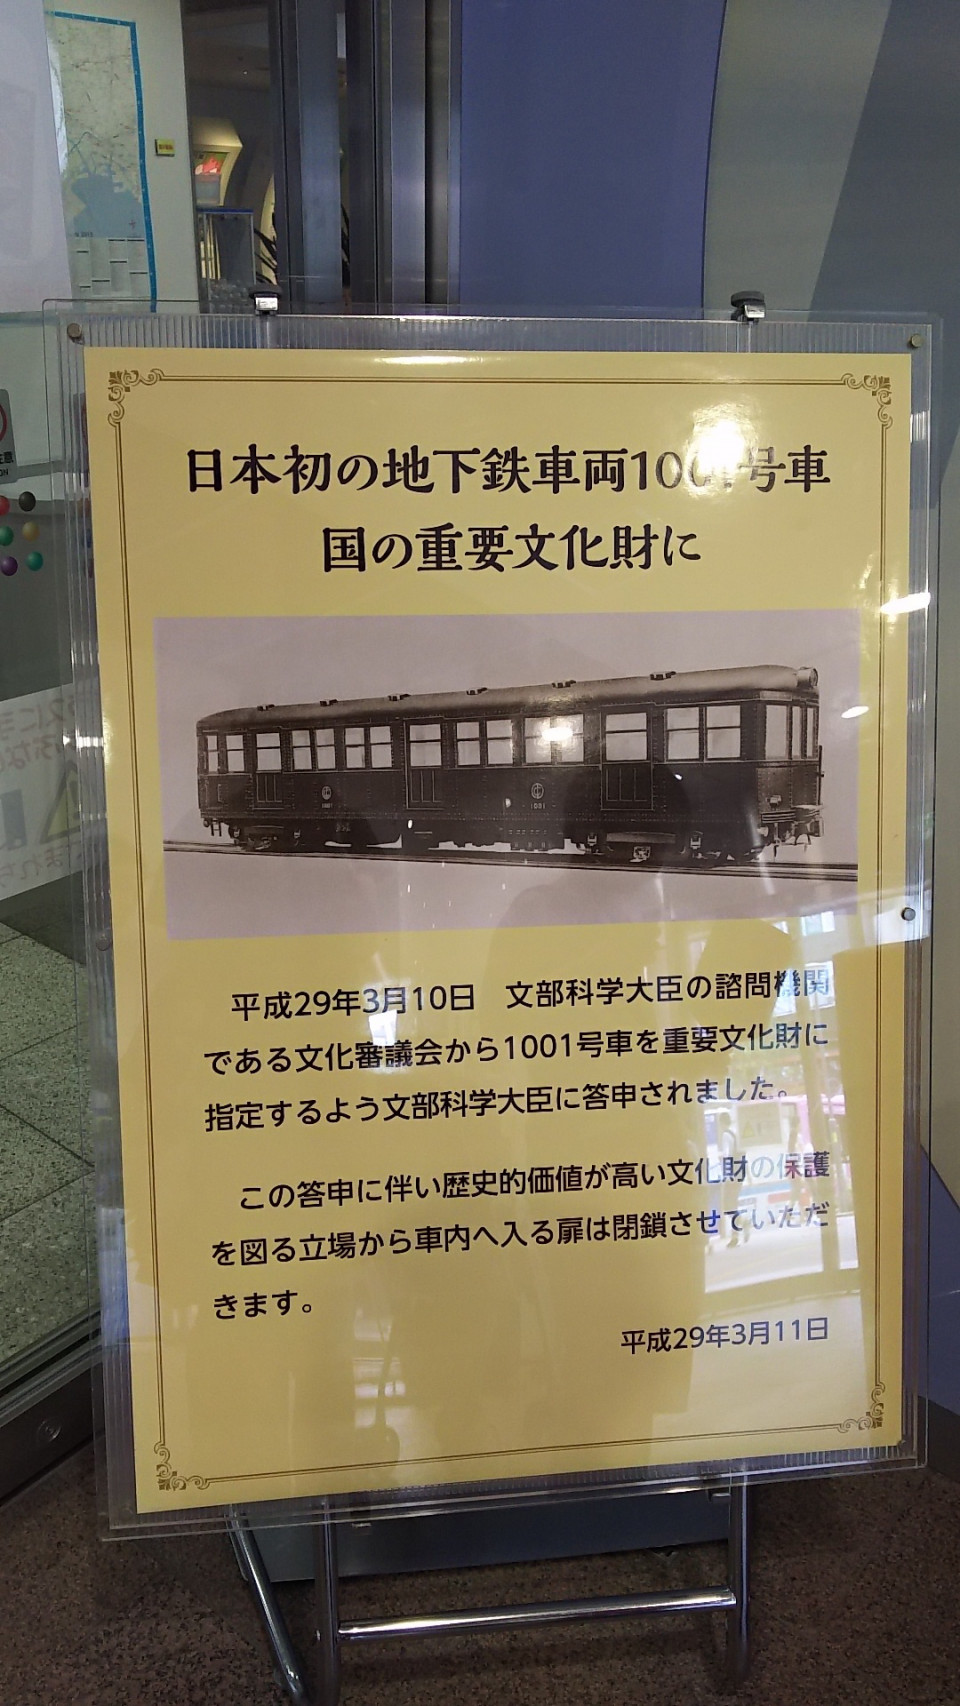 日本初の地下鉄車両1001号車
国の重要文化財に
1001
1001
平成29年3月10日　文部科学大臣の諮問機関
である文化審議会から1001号車を重要文化財に
指定するよう文部科学大臣に答申されました。
この答申に伴い歴史的価値が高い文化財の保護
を図る立場から車内へ入る扉は閉鎖させていただ
きます。
平成29年3月11日